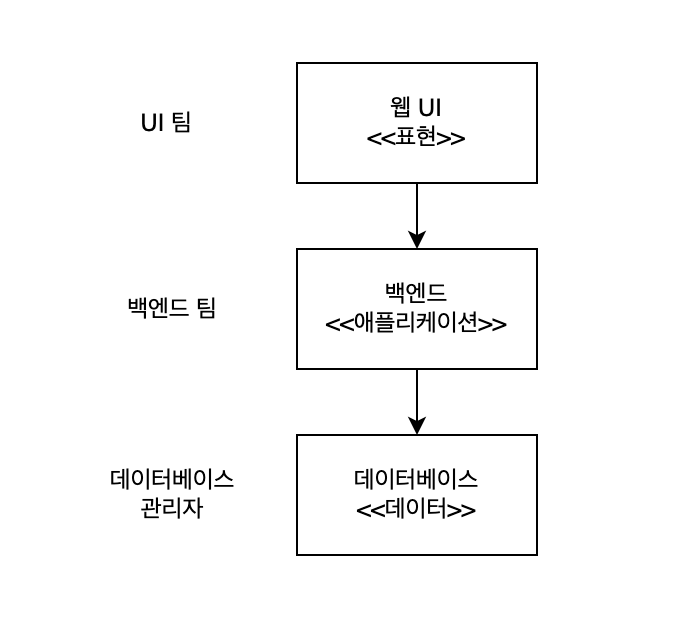 UI 팀
웹 UI
<<표현>>
백엔드 팀
백엔드
<<애플리케이션>>
데이터베이스
관리자
데이터베이스
<<데이터>>